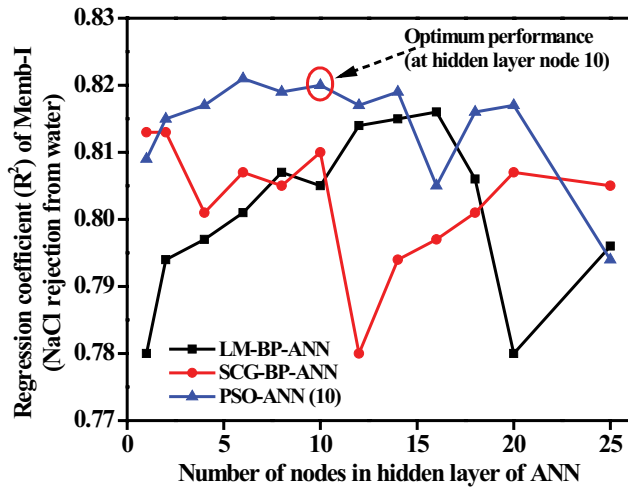 Regression coefficient (R²) of Memb-I
(NaCl rejection from water)
0.83
0.82
0.81
0.80
0.79
0.78
0.77
Optimum performance
(at hidden layer node 10)
LM-BP-ANN
SCG-BP-ANN
PSO-ANN (10)
0 5 10 15 20 25
Number of nodes in hidden layer of ANN